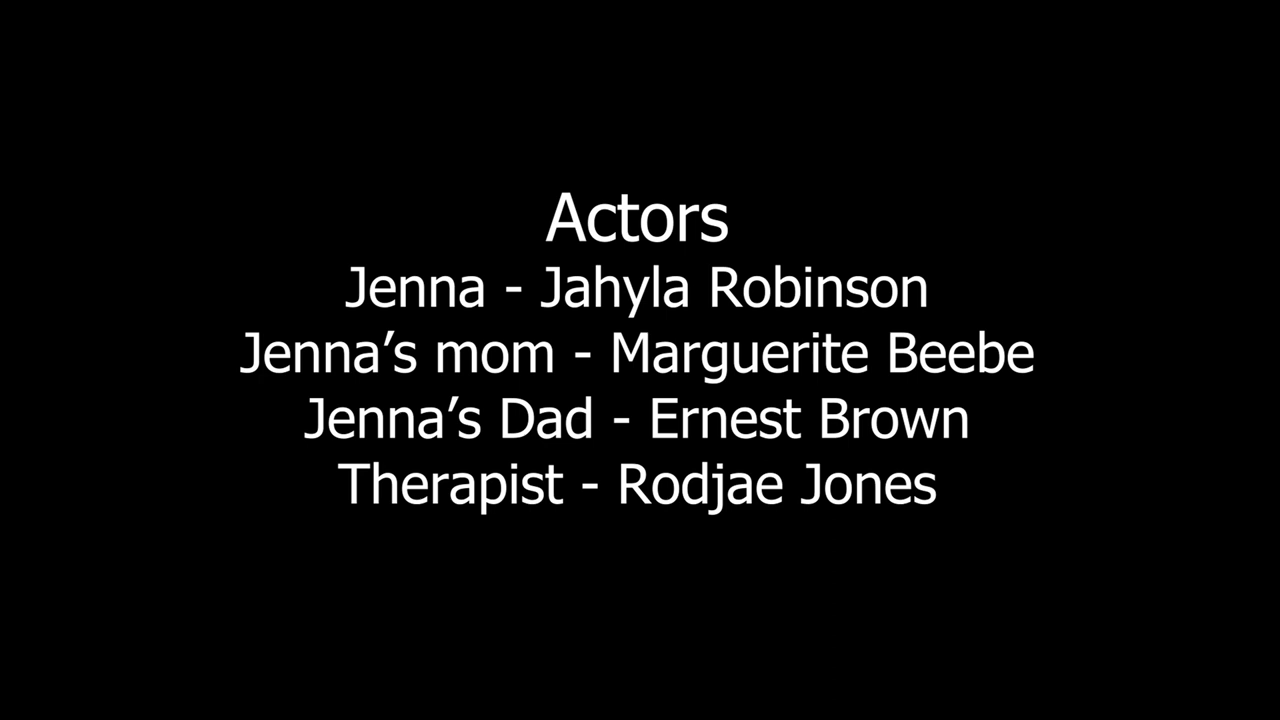 Actors
Jenna - Jahyla Robinson
Jenna’s mom - Marguerite Beebe
Jenna’s Dad - Ernest Brown
Therapist - Rodjae Jones